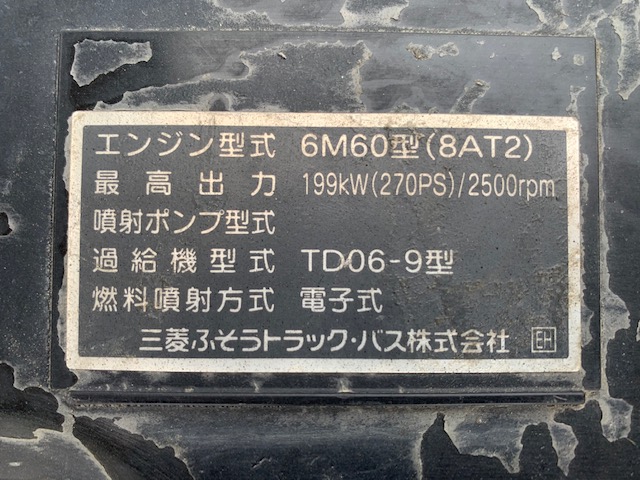 エンジン型式 6M60型(8AT2)
最高出力 199kW(270PS)/2500rpm
噴射ポンプ型式
過給機型式 TD06-9型
燃料噴射方式 電子式
三菱ふそうトラック・バス株式会社 EH